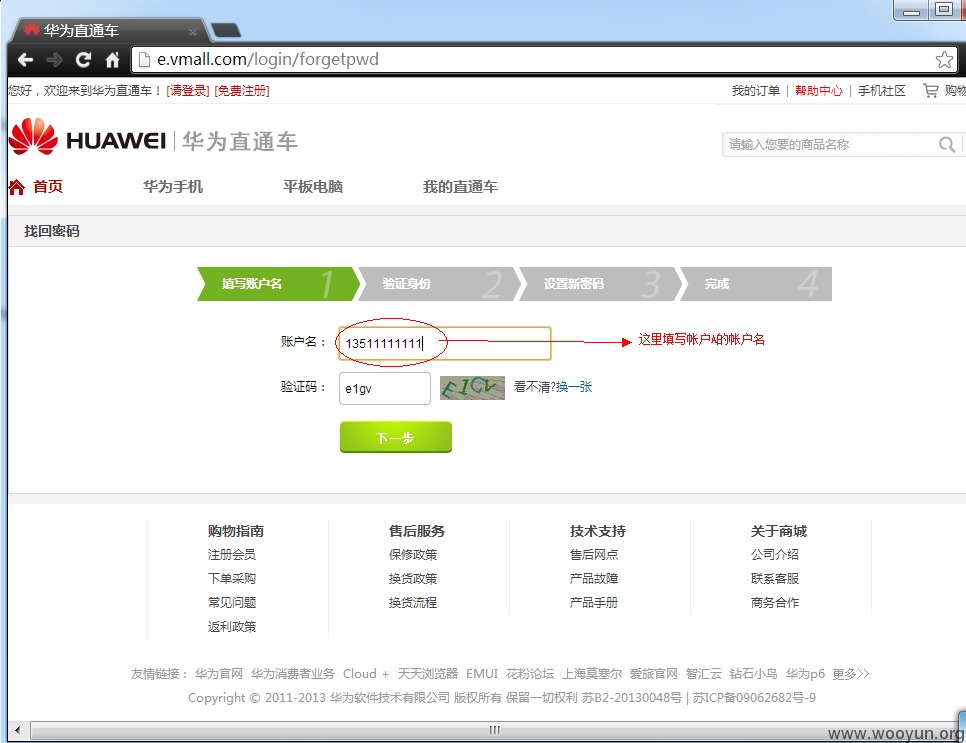 华为直通车
e.vmall.com/login/forgetpwd
您好，欢迎来到华为直通车！ [请登录] [免费注册] 我的订单 | 帮助中心 | 手机社区 购物
HUAWEI | 华为直通车
请输入您要的商品名称
首页 华为手机 平板电脑 我的直通车
找回密码
填写账户名 1 验证身份 2 设置新密码 3 完成 4
账户名： 13511111111 这里填写帐户A的帐户名
验证码： e1gv E1GV 看不清?换一张
下一步
购物指南 售后服务 技术支持 关于商城
注册会员 保修政策 售后网点 公司介绍
下单采购 换货政策 产品故障 联系客服
常见问题 换货流程 产品手册 商务合作
返利政策
友情链接： 华为官网 华为消费者业务 Cloud + 天天浏览器 EMUI 花粉论坛 上海莫塞尔 爱旅官网 智汇云 钻石小鸟 华为p6 更多>>
Copyright © 2011-2013 华为软件技术有限公司 版权所有 保留一切权利 苏B2-20130048号 | 苏ICP备09062682号-9
www.wooyun.org